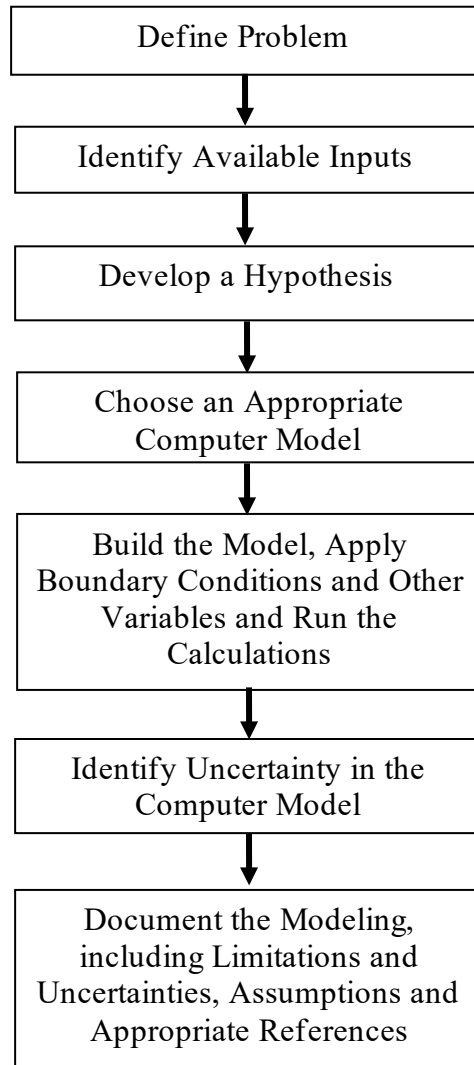 Define Problem
Identify Available Inputs
Develop a Hypothesis
Choose an Appropriate
Computer Model
Build the Model, Apply
Boundary Conditions and Other
Variables and Run the
Calculations
Identify Uncertainty in the
Computer Model
Document the Modeling,
including Limitations and
Uncertainties, Assumptions and
Appropriate References